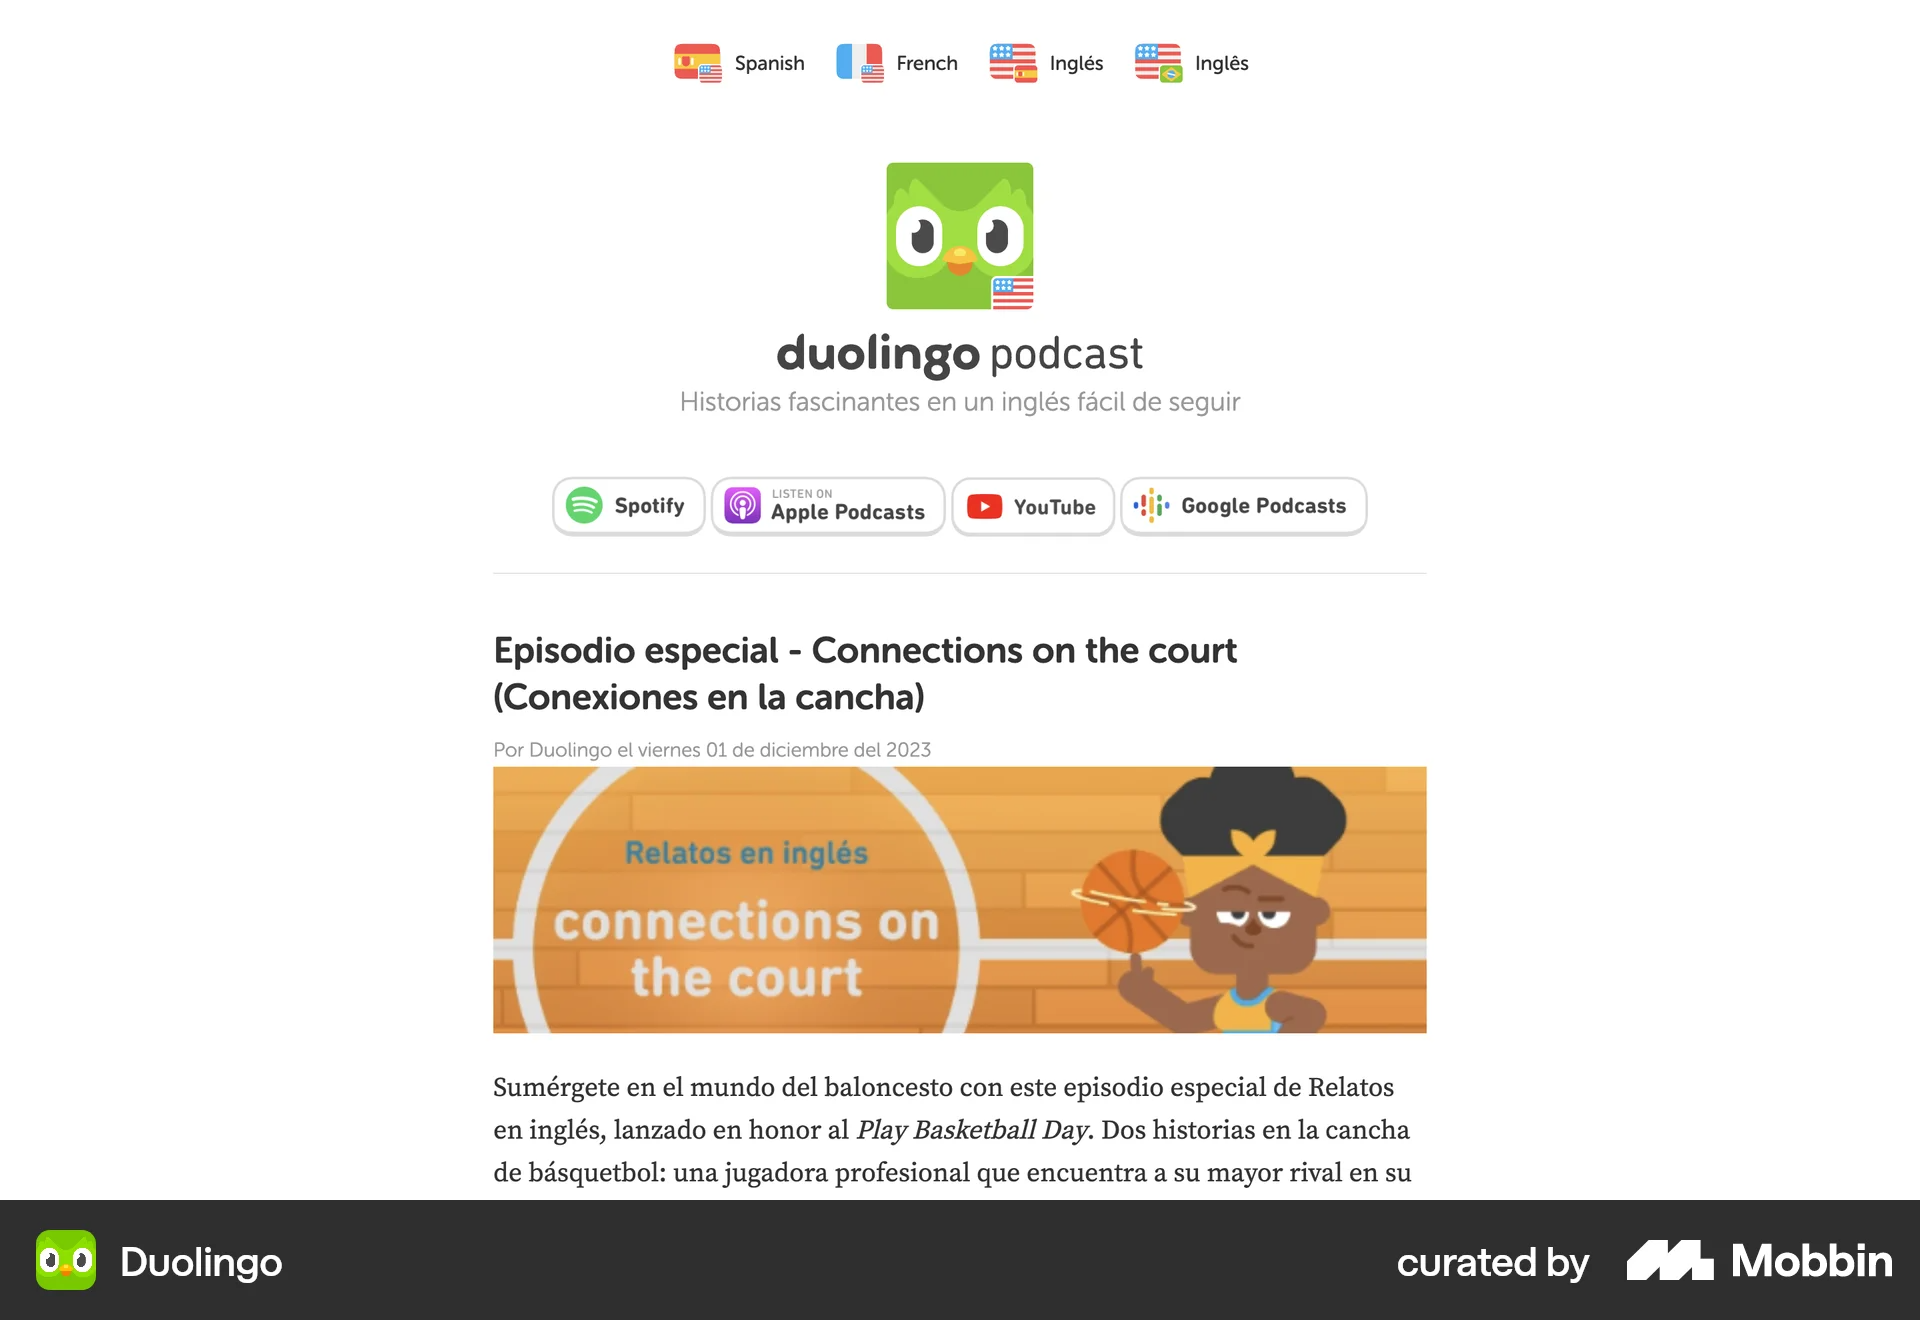 Spanish French Inglés Inglês
duolingo podcast
Historias fascinantes en un inglés fácil de seguir
Spotify
LISTEN ON
Apple Podcasts
YouTube
Google Podcasts
Episodio especial - Connections on the court
(Conexiones en la cancha)
Por Duolingo el viernes 01 de diciembre del 2023
Relatos en inglés
connections on
the court
Sumérgete en el mundo del baloncesto con este episodio especial de Relatos
en inglés, lanzado en honor al Play Basketball Day. Dos historias en la cancha
de básquetbol: una jugadora profesional que encuentra a su mayor rival en su
Duolingo
curated by Mobbin